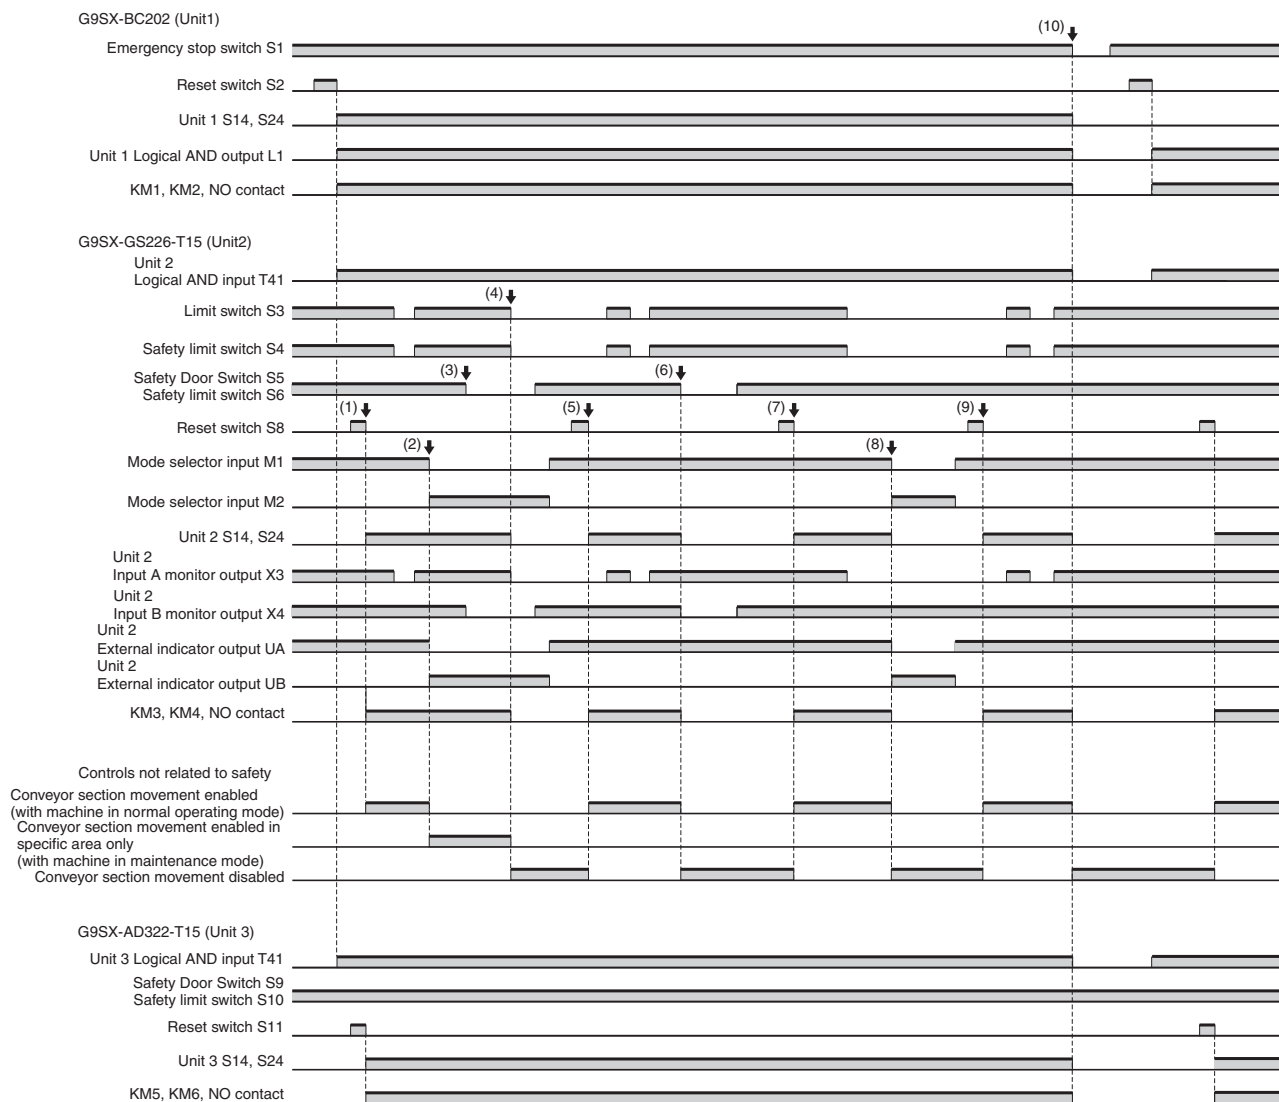 G9SX-BC202 (Unit1)
(10)
Emergency stop switch S1
Reset switch S2
Unit 1 S14, S24
Unit 1 Logical AND output L1
KM1, KM2, NO contact
G9SX-GS226-T15 (Unit2)
Unit 2
Logical AND input T41
(4)
Limit switch S3
Safety limit switch S4
(3)
(6)
Safety Door Switch S5
Safety limit switch S6
(1)
(5)
(7)
(9)
Reset switch S8
(2)
(8)
Mode selector input M1
Mode selector input M2
Unit 2 S14, S24
Unit 2
Input A monitor output X3
Unit 2
Input B monitor output X4
Unit 2
External indicator output UA
Unit 2
External indicator output UB
KM3, KM4, NO contact
Controls not related to safety
Conveyor section movement enabled
(with machine in normal operating mode)
Conveyor section movement enabled in
specific area only
(with machine in maintenance mode)
Conveyor section movement disabled
G9SX-AD322-T15 (Unit 3)
Unit 3 Logical AND input T41
Safety Door Switch S9
Safety limit switch S10
Reset switch S11
Unit 3 S14, S24
KM5, KM6, NO contact